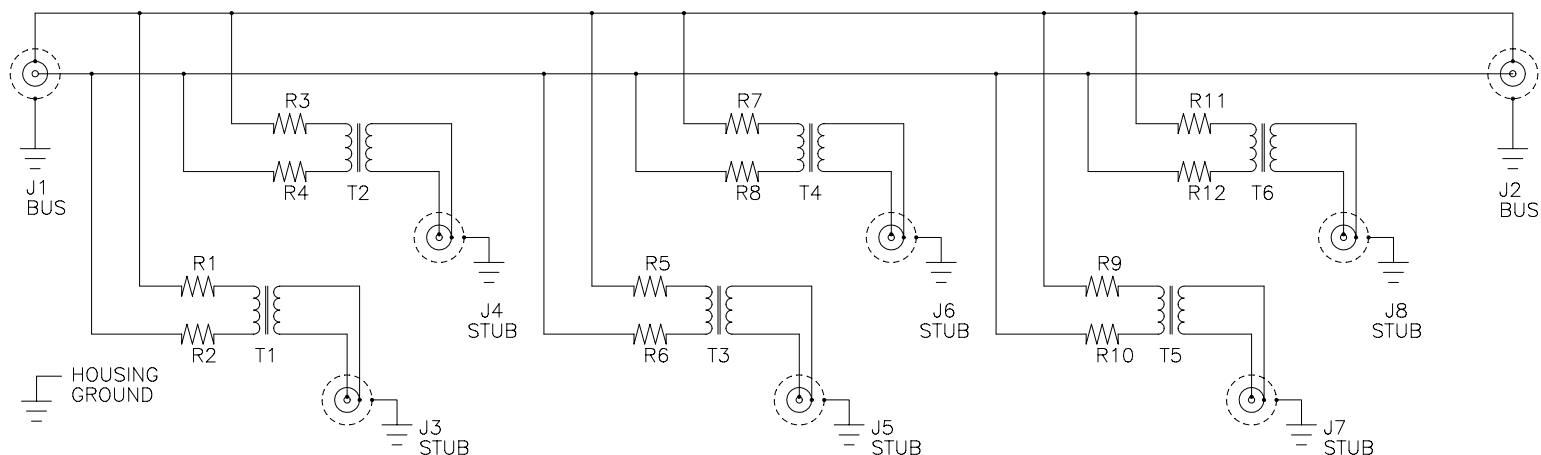 R3
R7
R11
J1
BUS
R4
T2
R8
T4
R12
T6
J2
BUS
R1
R5
R9
J4
STUB
J6
STUB
J8
STUB
R2
T1
R6
T3
R10
T5
HOUSING
GROUND
J3
STUB
J5
STUB
J7
STUB